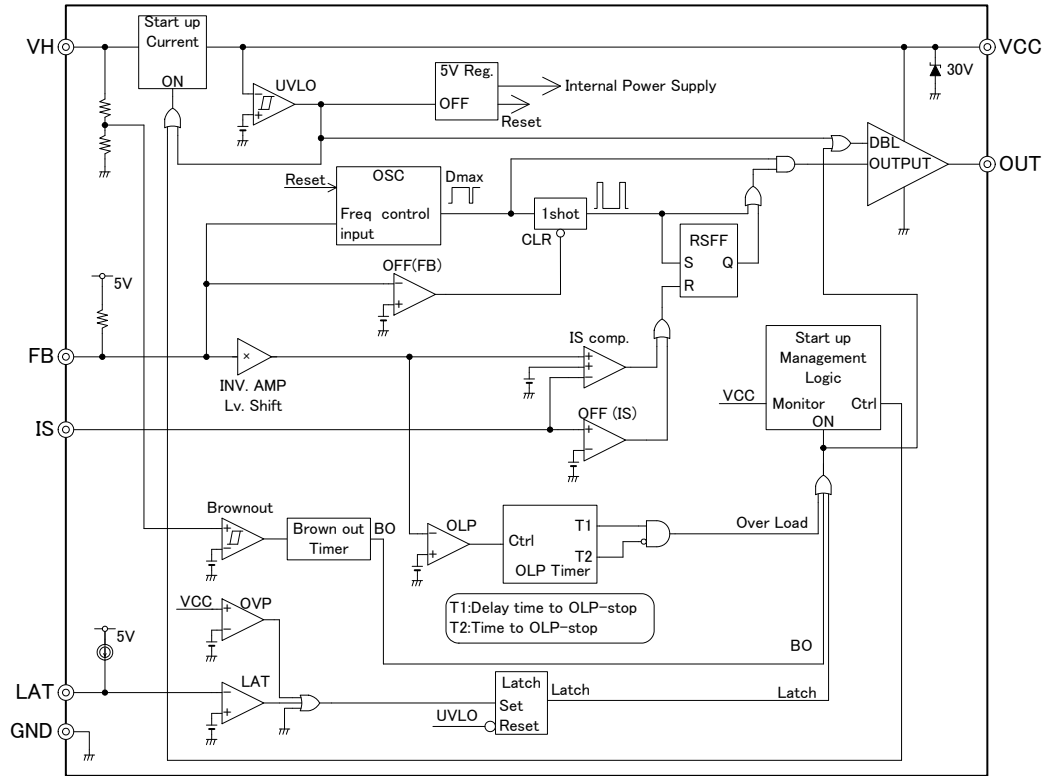 Start up
Current
ON
VH
VCC
30V
UVLO
5V Reg.
OFF
Internal Power Supply
Reset
DBL
OUTPUT
OUT
Reset
OSC
Freq control
input
Dmax
1shot
CLR
RSFF
S
Q
R
OFF(FB)
5V
FB
×
INV. AMP
Lv. Shift
IS comp.
IS
OFF (IS)
Start up
Management
Logic
VCC
Monitor
Ctrl
ON
Brownout
Brown out
Timer
BO
OLP
Ctrl
T1
T2
OLP Timer
Over Load
T1:Delay time to OLP-stop
T2:Time to OLP-stop
VCC
OVP
BO
5V
LAT
LAT
Latch
Set
Reset
UVLO
Latch
Latch
GND